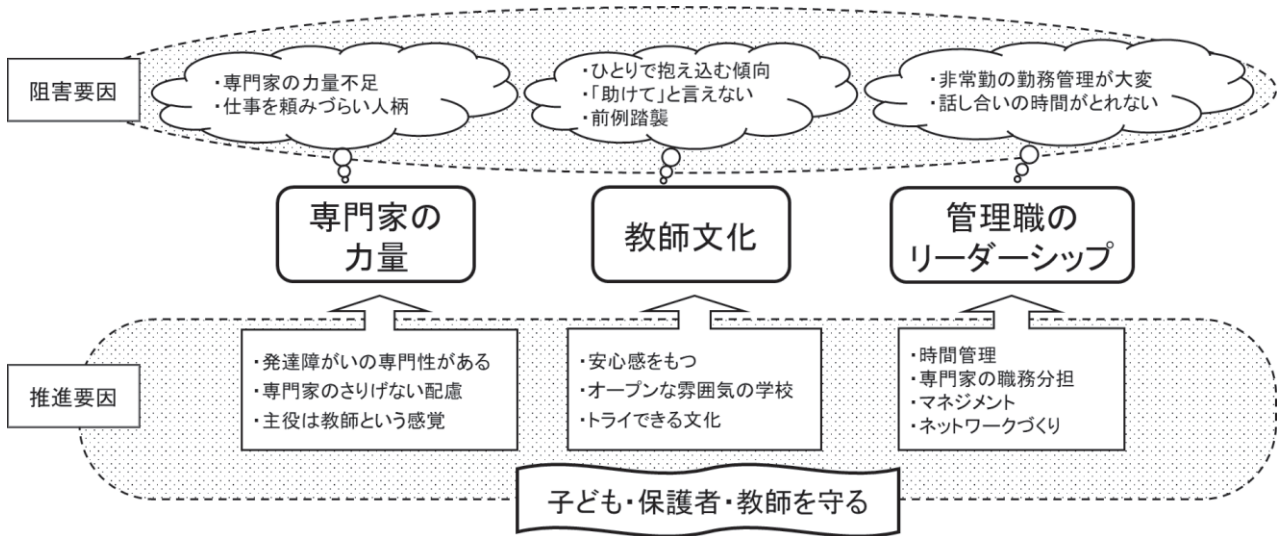 阻害要因
・専門家の力量不足
・仕事を頼みづらい人柄
・ひとりで抱え込む傾向
・「助けて」と言えない
・前例踏襲
・非常勤の勤務管理が大変
・話し合いの時間がとれない
専門家の
力量
教師文化
管理職の
リーダーシップ
推進要因
・発達障がいの専門性がある
・専門家のさりげない配慮
・主役は教師という感覚
・安心感をもつ
・オープンな雰囲気の学校
・トライできる文化
・時間管理
・専門家の職務分担
・マネジメント
・ネットワークづくり
子ども・保護者・教師を守る